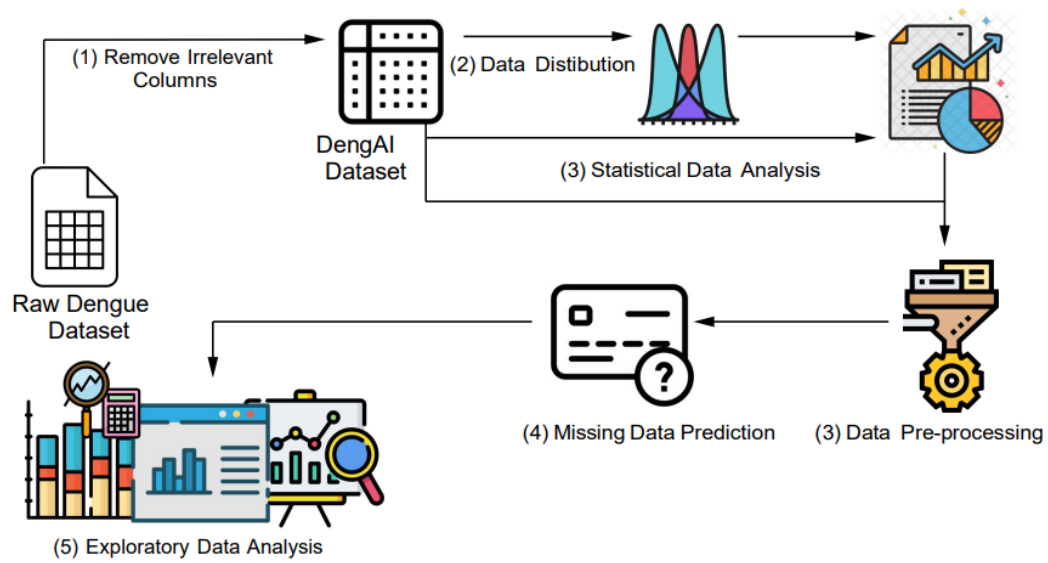 (1) Remove Irrelevant
Columns
(2) Data Distibution
DengAI
Dataset
(3) Statistical Data Analysis
Raw Dengue
Dataset
?
(4) Missing Data Prediction
(3) Data Pre-processing
(5) Exploratory Data Analysis